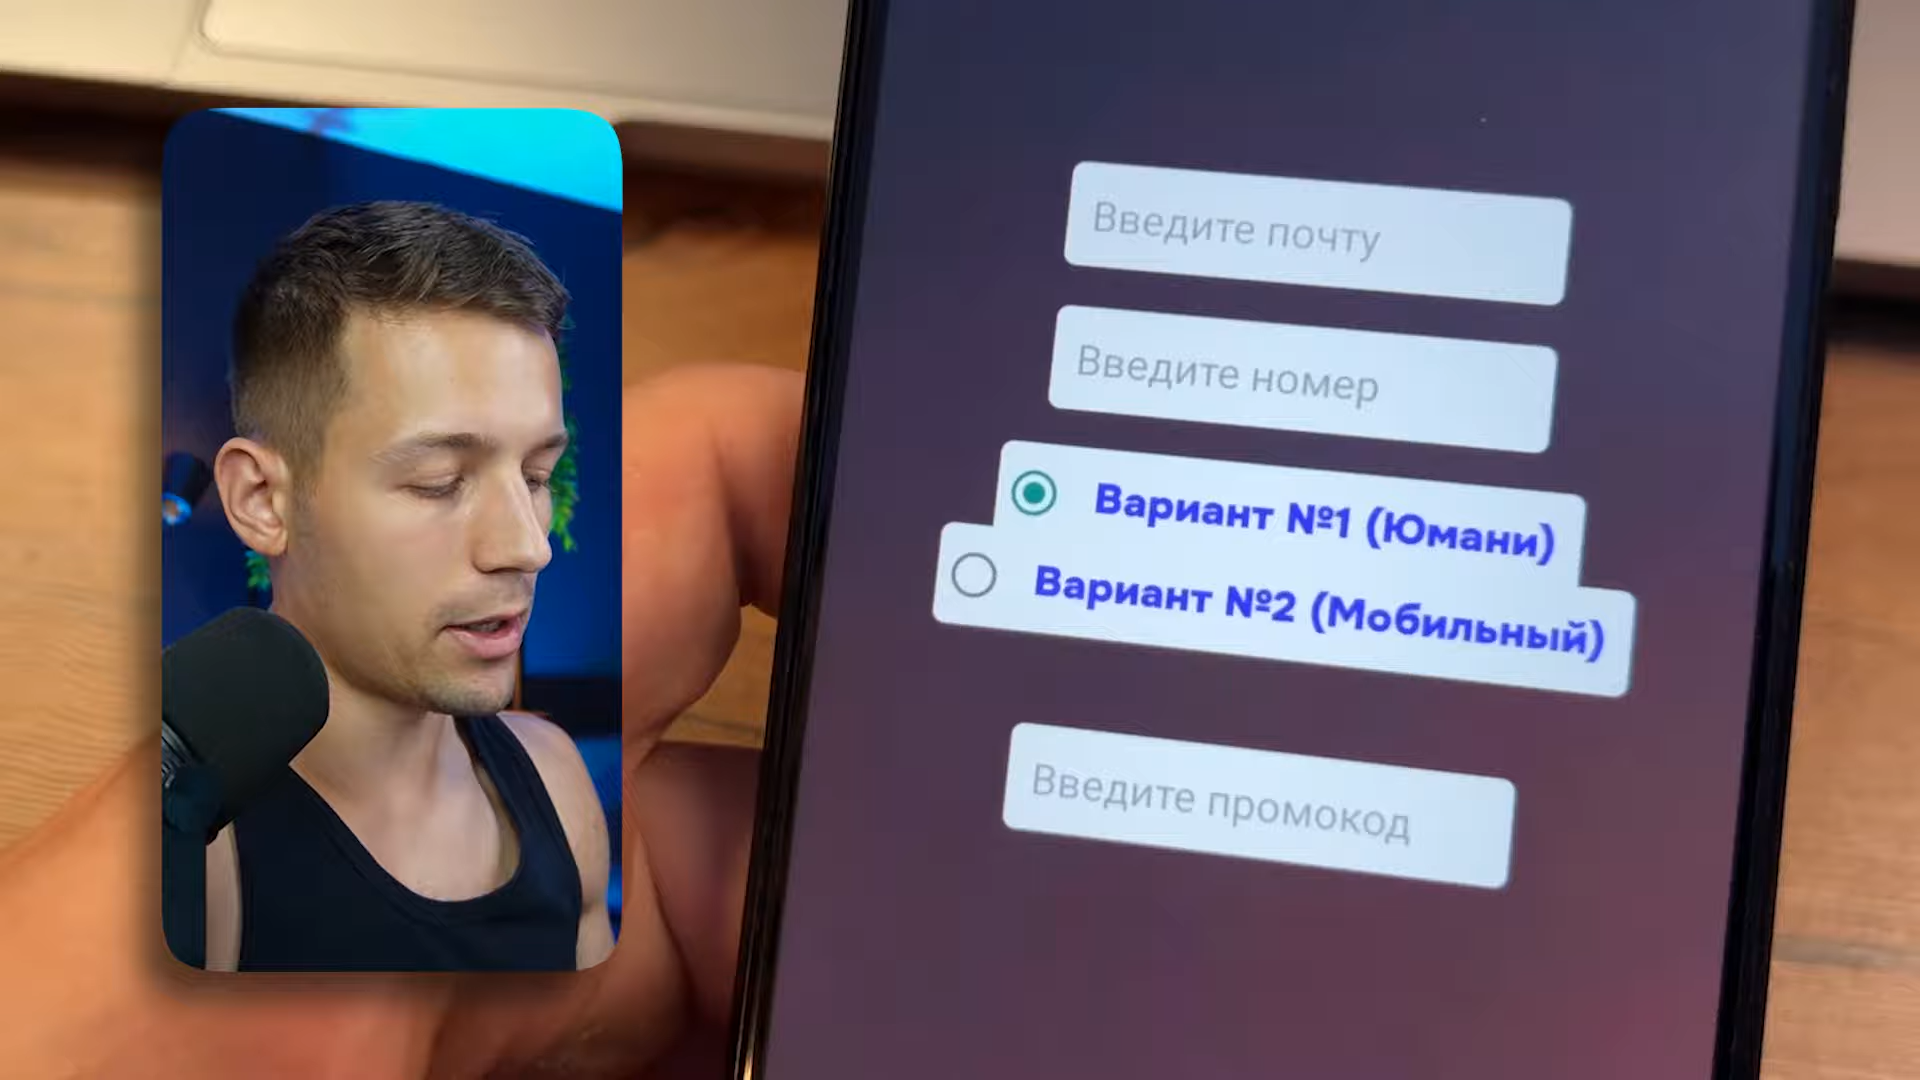 Введите почту
Введите номер
Вариант №1 (Юмани)
Вариант №2 (Мобильный)
Введите промокод